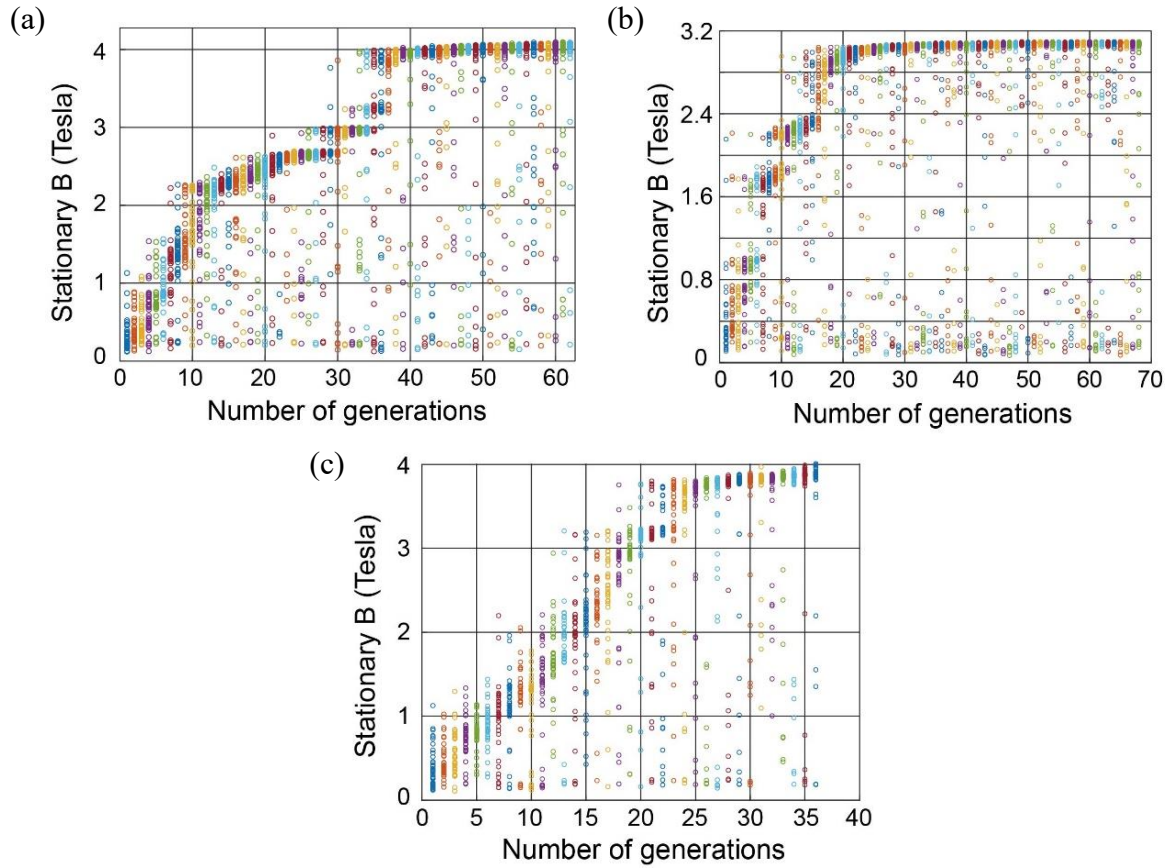 (a)
Stationary B (Tesla)
4
3
2
1
0
0 10 20 30 40 50 60
Number of generations
(b)
Stationary B (Tesla)
3.2
2.4
1.6
0.8
0
0 10 20 30 40 50 60 70
Number of generations
(c)
Stationary B (Tesla)
4
3
2
1
0
0 5 10 15 20 25 30 35 40
Number of generations